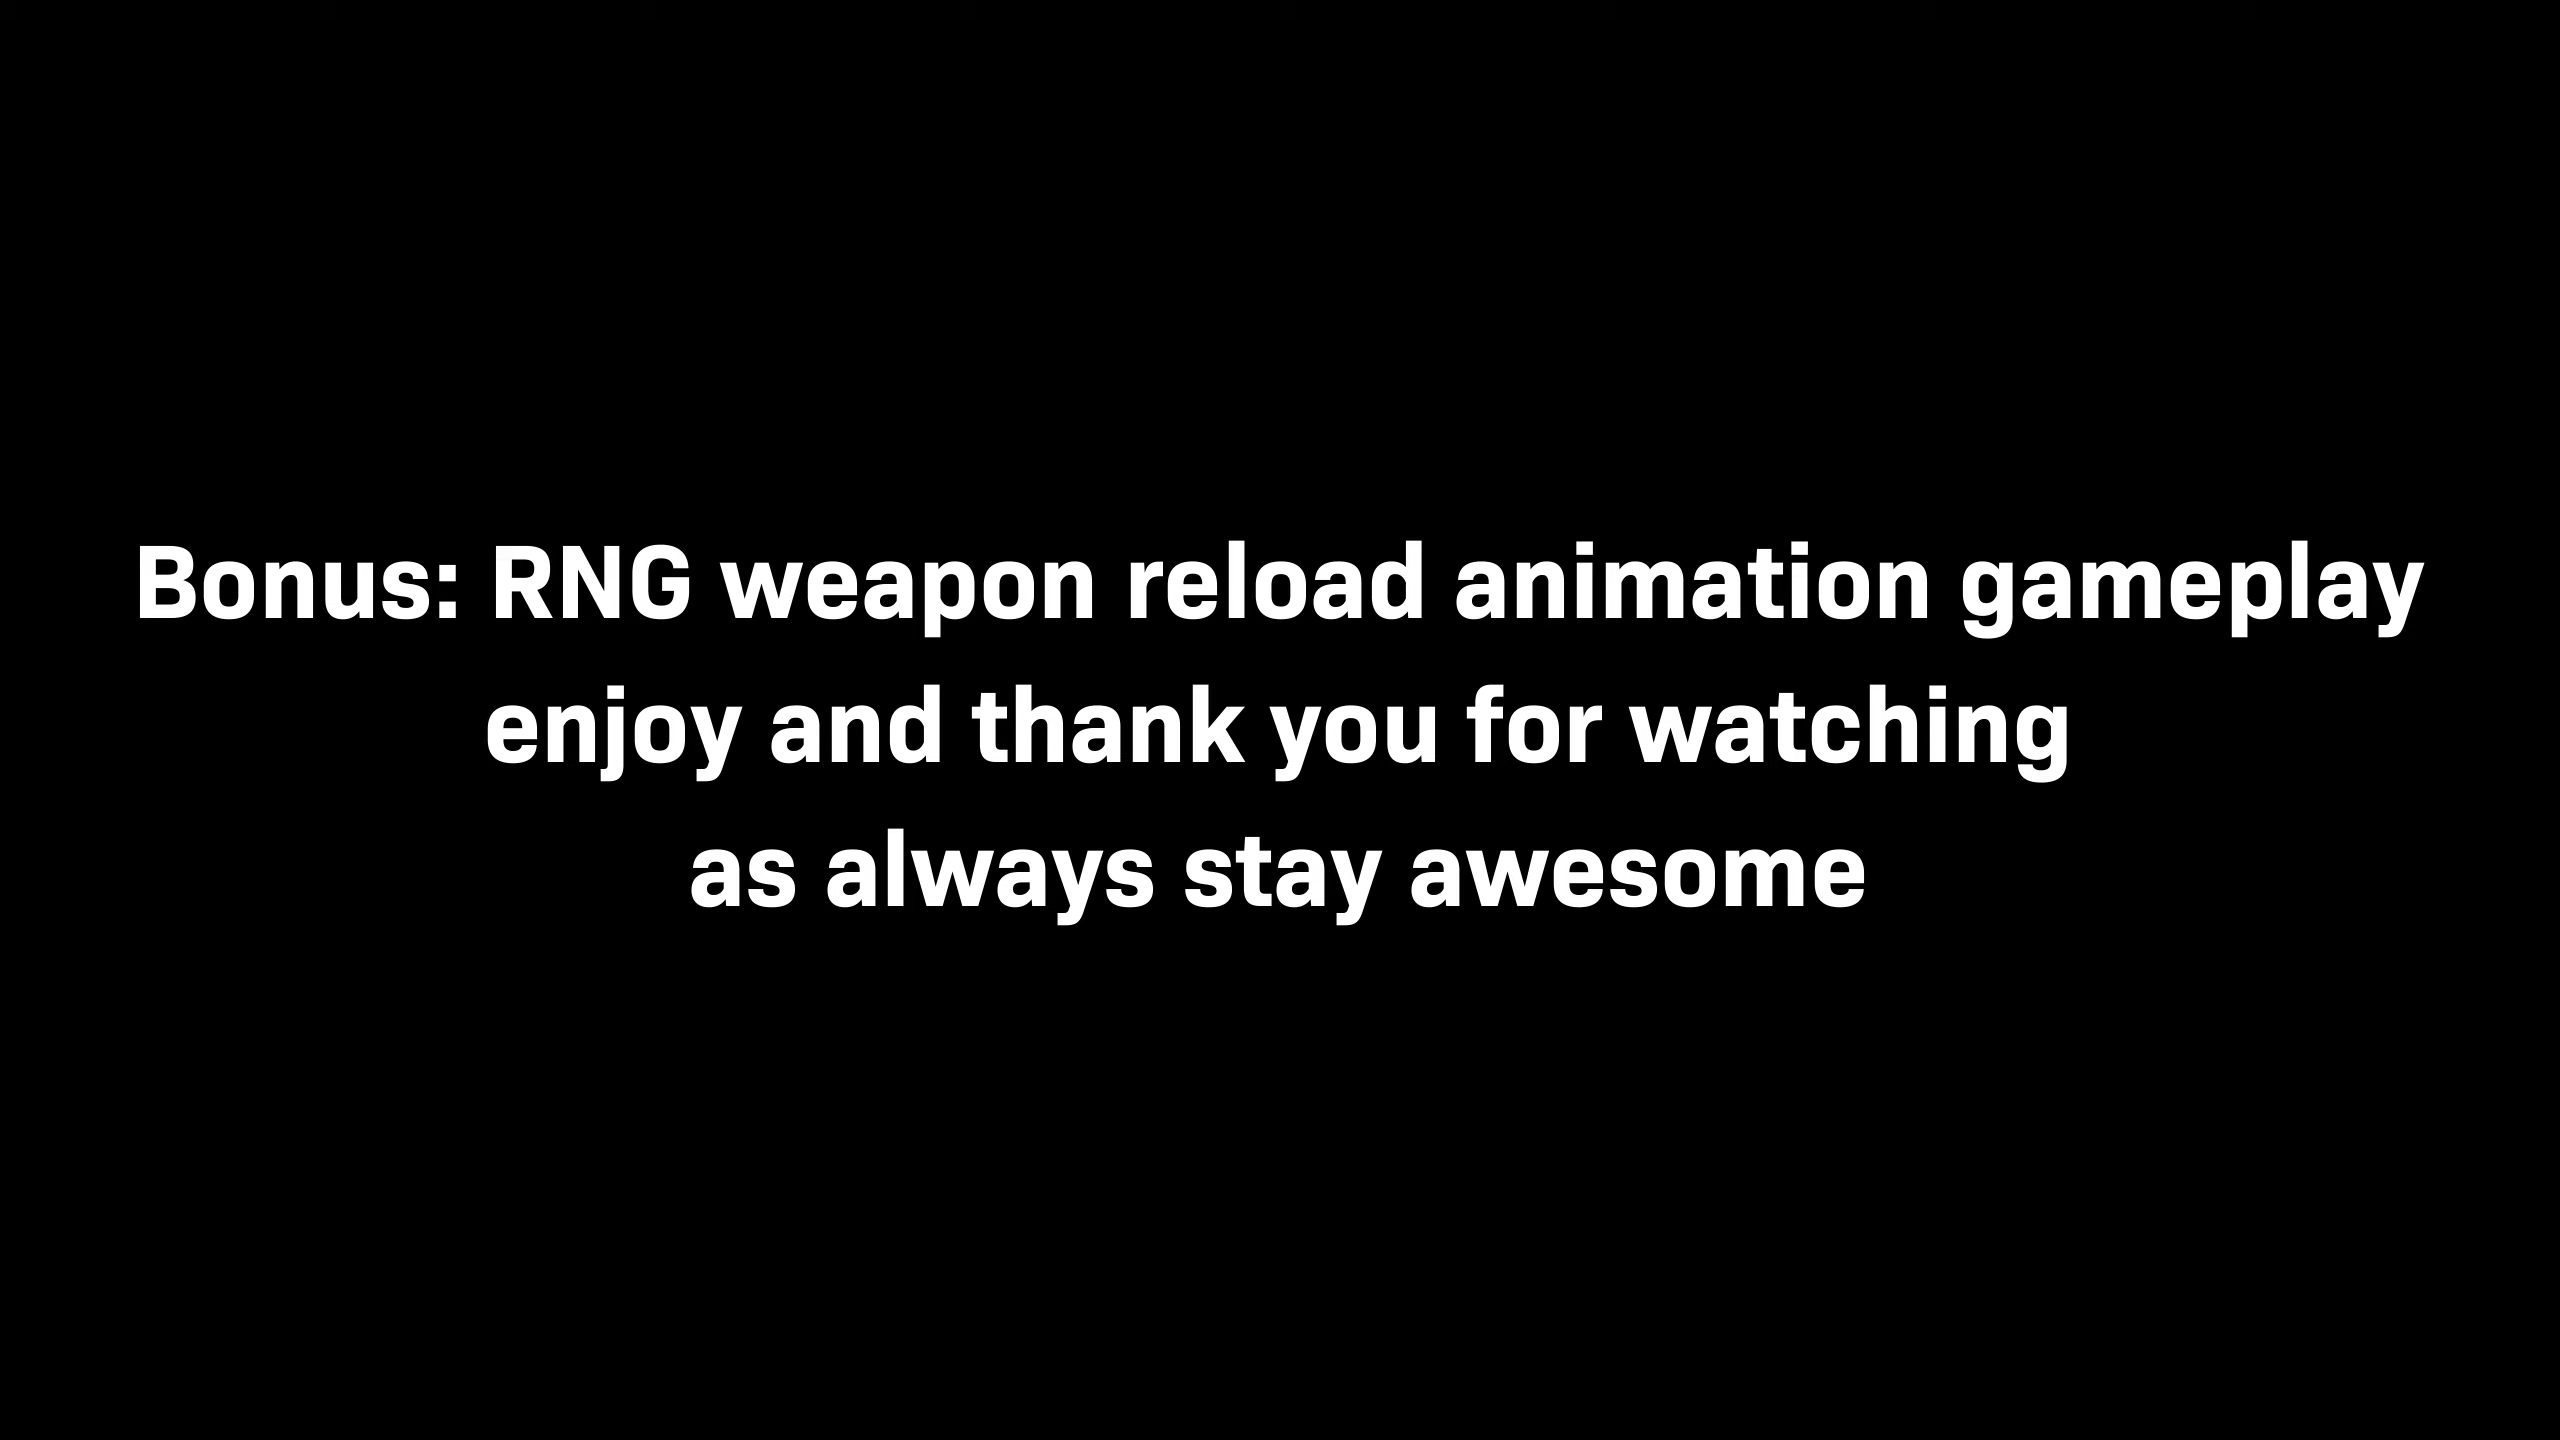 Bonus: RNG weapon reload animation gameplay
enjoy and thank you for watching
as always stay awesome